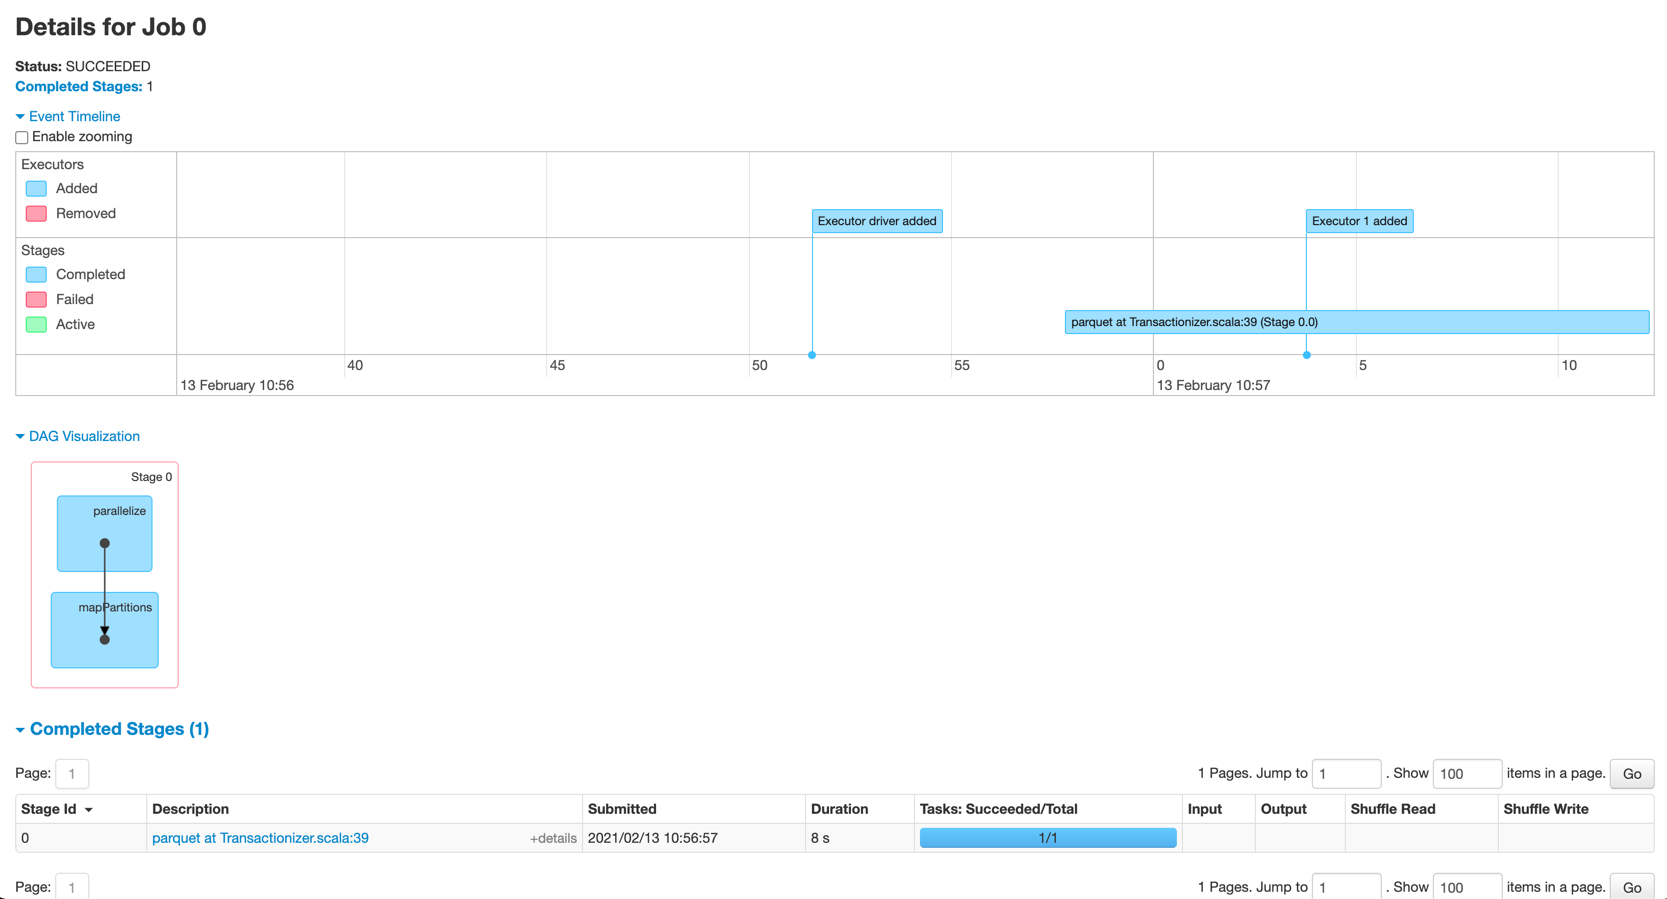 Details for Job 0
Status: SUCCEEDED
Completed Stages: 1
Event Timeline
Enable zooming
Executors
Added
Removed
Executor driver added
Executor 1 added
Stages
Completed
Failed
Active
parquet at Transactionizer.scala:39 (Stage 0.0)
40 45 50 55 0 5 10
13 February 10:56 13 February 10:57
DAG Visualization
Stage 0
parallelize
mapPartitions
Completed Stages (1)
Page: 1 1 Pages. Jump to 1 . Show 100 items in a page. Go
Stage Id Description Submitted Duration Tasks: Succeeded/Total Input Output Shuffle Read Shuffle Write
0 parquet at Transactionizer.scala:39 +details 2021/02/13 10:56:57 8 s 1/1
Page: 1 1 Pages. Jump to 1 . Show 100 items in a page. Go